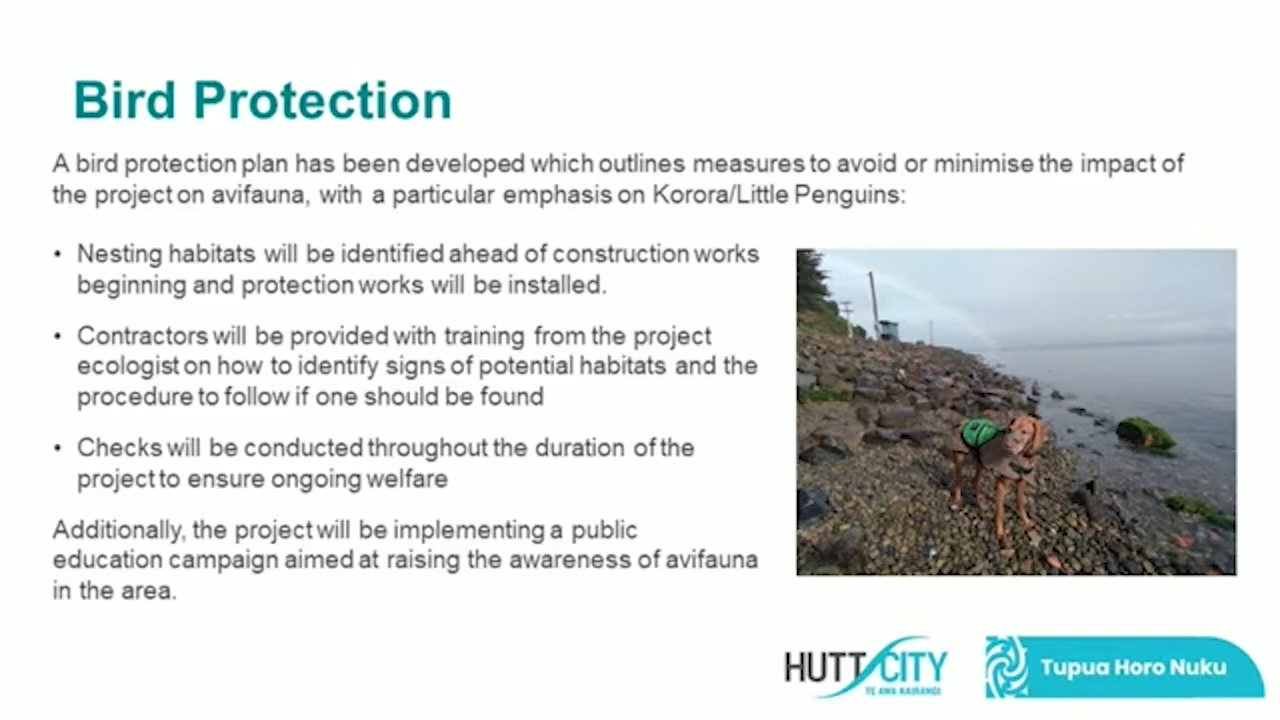 Bird Protection
A bird protection plan has been developed which outlines measures to avoid or minimise the impact of
the project on avifauna, with a particular emphasis on Korora/Little Penguins:
• Nesting habitats will be identified ahead of construction works
beginning and protection works will be installed.
• Contractors will be provided with training from the project
ecologist on how to identify signs of potential habitats and the
procedure to follow if one should be found
• Checks will be conducted throughout the duration of the
project to ensure ongoing welfare
Additionally, the project will be implementing a public
education campaign aimed at raising the awareness of avifauna
in the area.
HUTT CITY
TE AWA KAIRANGI
Tupua Horo Nuku